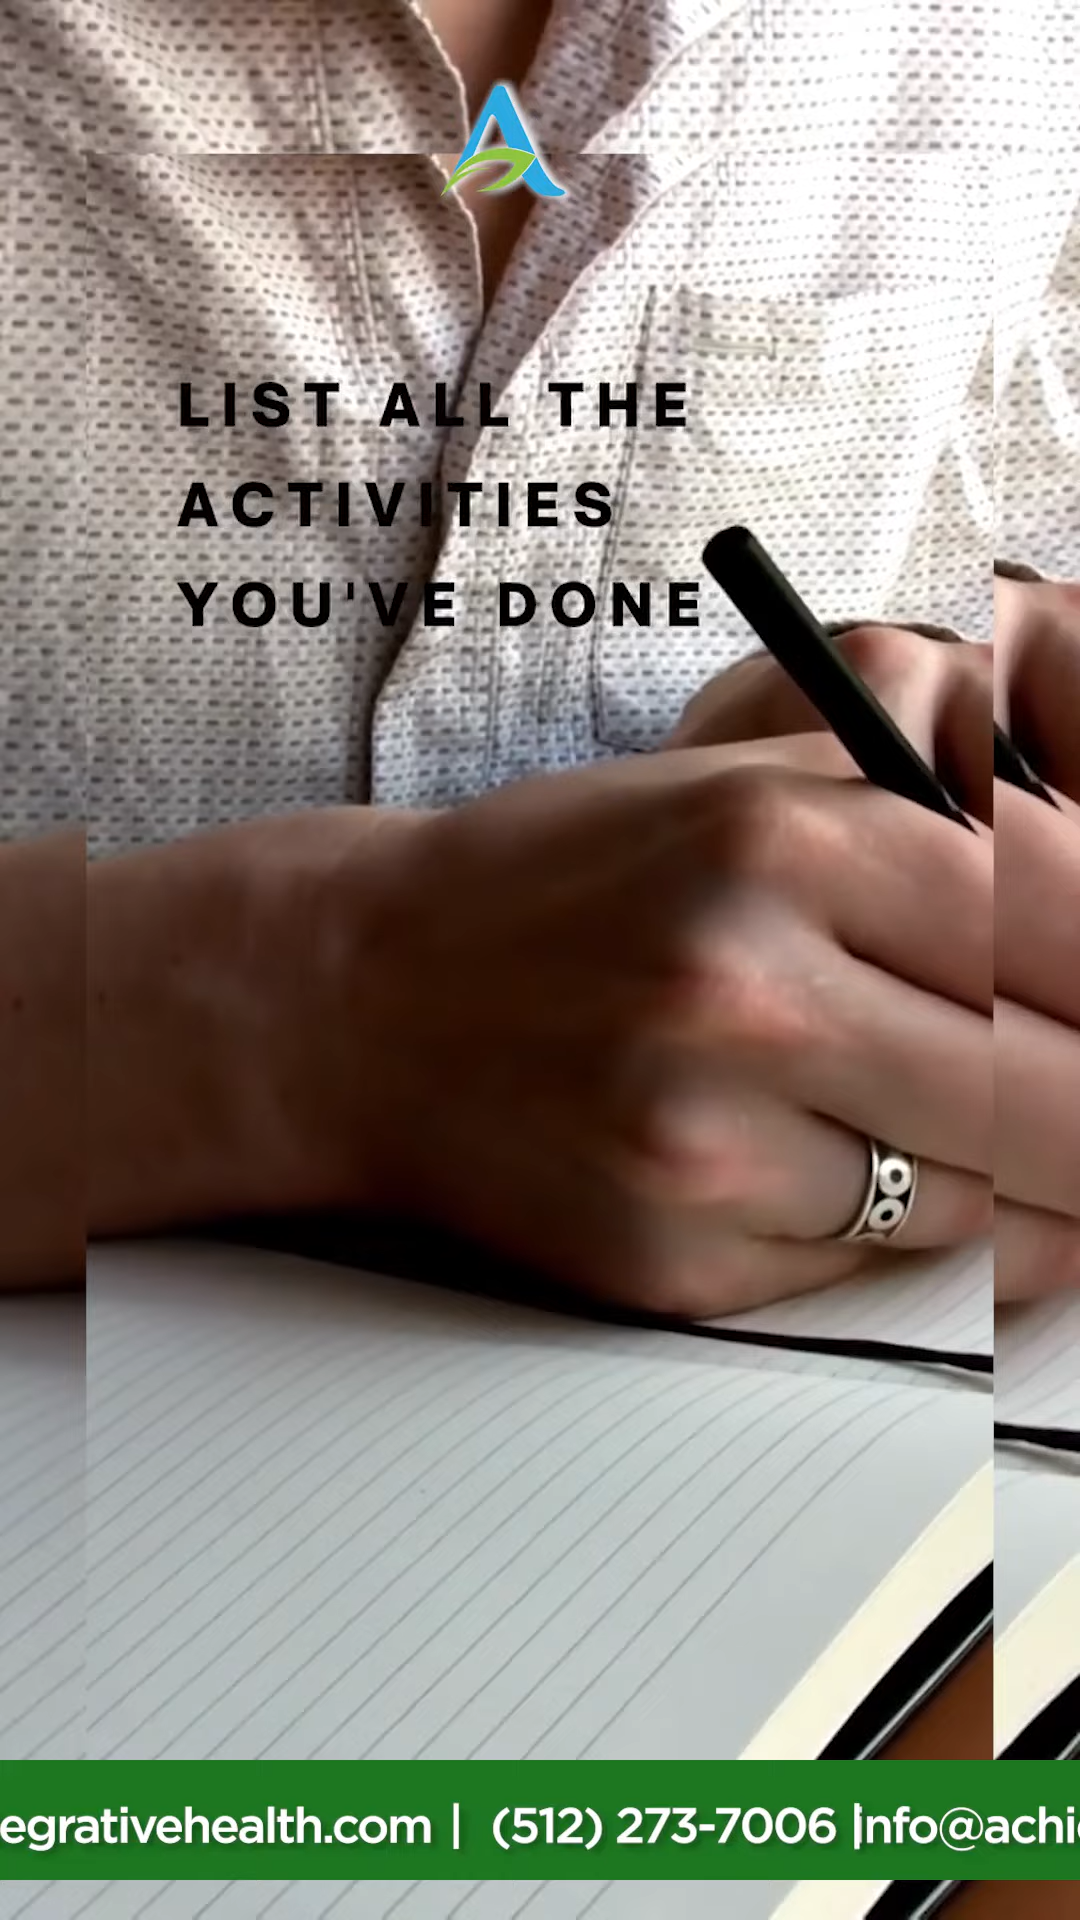 LIST ALL THE
ACTIVITIES
YOU'VE DONE
egrativehealth.com | (512) 273-7006 |nfo@achi